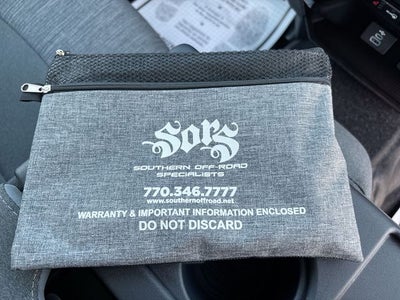 SorS
SOUTHERN OFF-ROAD
SPECIALISTS
770.346.7777
www.southernoffroad.net
WARRANTY & IMPORTANT INFORMATION ENCLOSED
DO NOT DISCARD